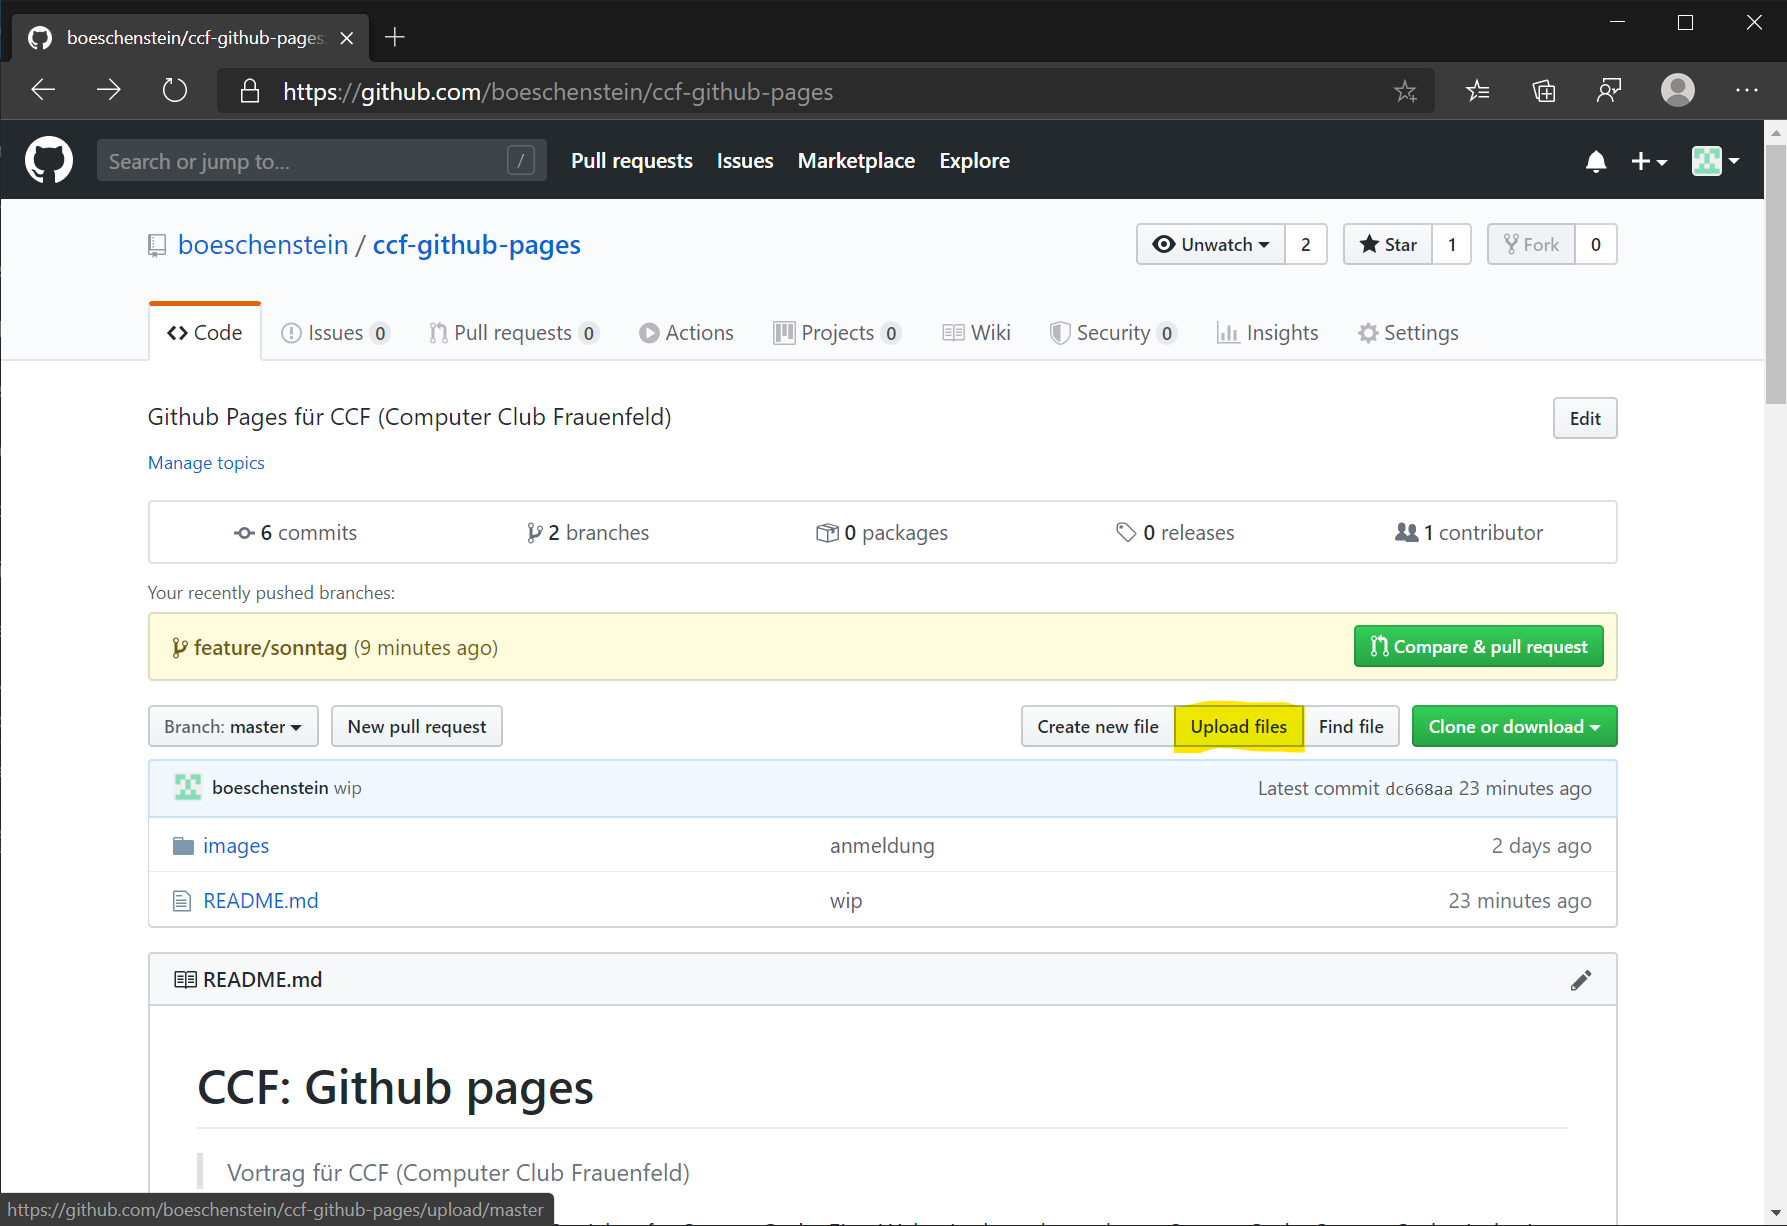 boeschenstein/ccf-github-pages
https://github.com/boeschenstein/ccf-github-pages
Search or jump to... / Pull requests Issues Marketplace Explore
boeschenstein / ccf-github-pages Unwatch 2 Star 1 Fork 0
Code Issues 0 Pull requests 0 Actions Projects 0 Wiki Security 0 Insights Settings
Github Pages für CCF (Computer Club Frauenfeld) Edit
Manage topics
6 commits 2 branches 0 packages 0 releases 1 contributor
Your recently pushed branches:
feature/sonntag (9 minutes ago) Compare & pull request
Branch: master New pull request Create new file Upload files Find file Clone or download
boeschenstein wip Latest commit dc668aa 23 minutes ago
images anmeldung 2 days ago
README.md wip 23 minutes ago
README.md
CCF: Github pages
Vortrag für CCF (Computer Club Frauenfeld)
https://github.com/boeschenstein/ccf-github-pages/upload/master